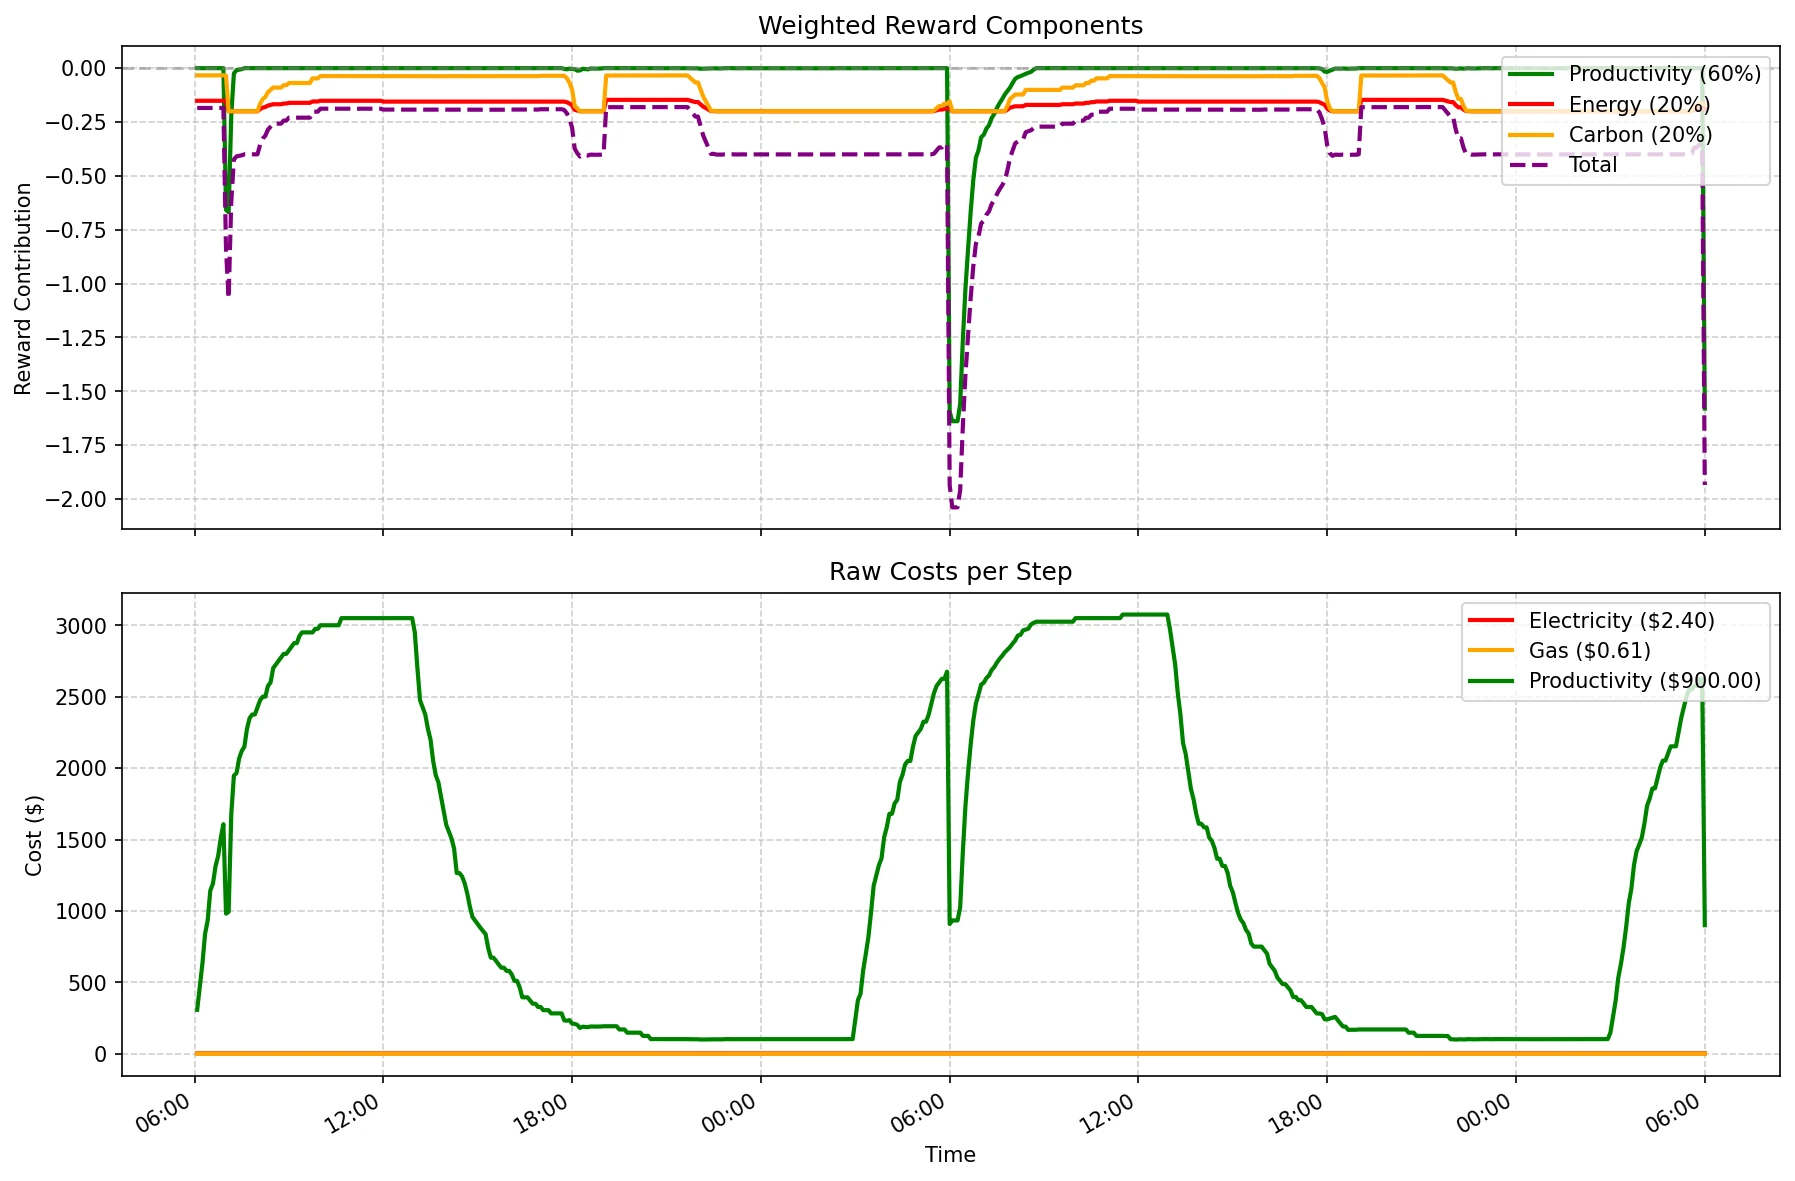 Weighted Reward Components
Reward Contribution
0.00
−0.25
−0.50
−0.75
−1.00
−1.25
−1.50
−1.75
−2.00
Productivity (60%)
Energy (20%)
Carbon (20%)
Total
Raw Costs per Step
Cost ($)
3000
2500
2000
1500
1000
500
0
Electricity ($2.40)
Gas ($0.61)
Productivity ($900.00)
06:00
12:00
18:00
00:00
06:00
12:00
18:00
00:00
06:00
Time